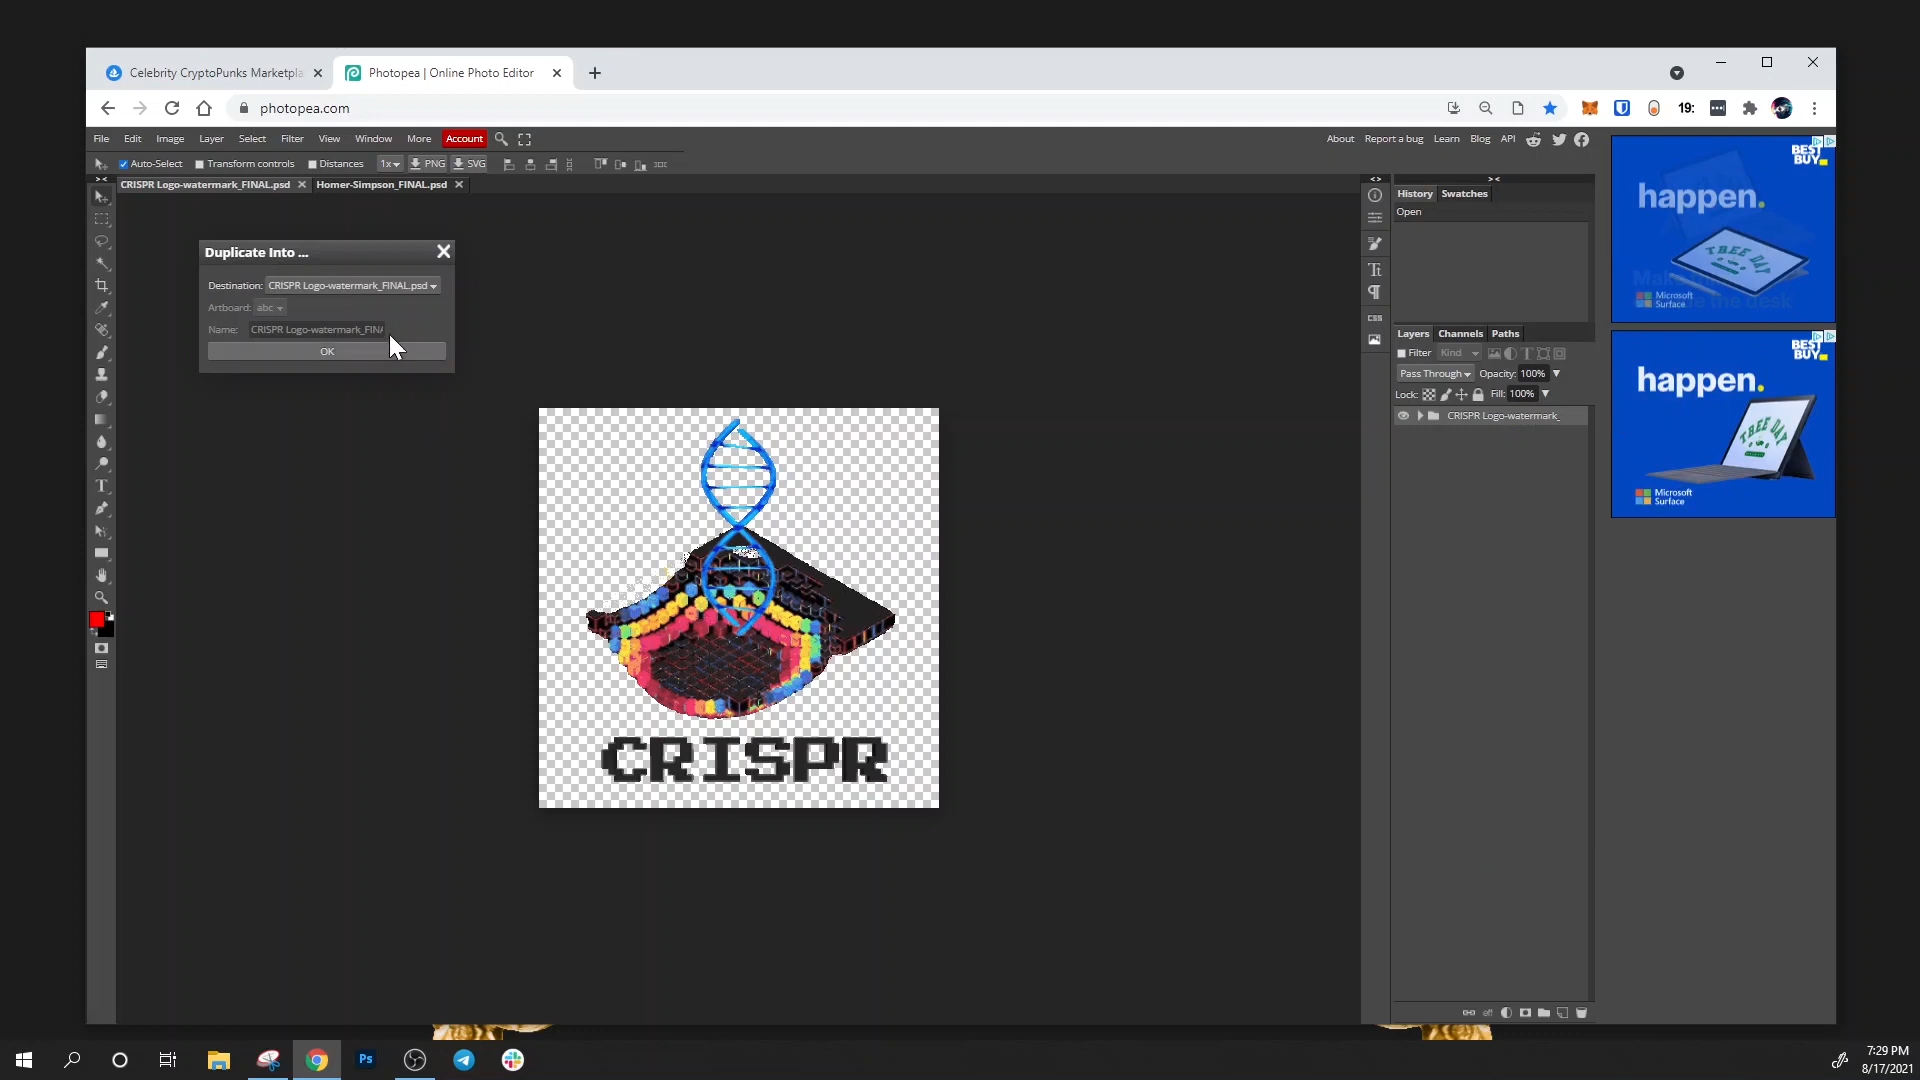 Celebrity CryptoPunks Marketpla
Photopea | Online Photo Editor
photopea.com
19:
File Edit Image Layer Select Filter View Window More Account
About Report a bug Learn Blog API
Auto-Select Transform controls Distances 1x PNG SVG
CRISPR Logo-watermark_FINAL.psd Homer-Simpson_FINAL.psd
Duplicate Into ...
Destination: CRISPR Logo-watermark_FINAL.psd
Artboard: abc
Name: CRISPR Logo-watermark_FINA
OK
CRISPR
History Swatches
Open
Layers Channels Paths
Filter Kind
Pass Through Opacity: 100%
Lock: Fill: 100%
CRISPR Logo-watermark_
BEST
BUY
happen.
TREE DAY
Microsoft
Surface
the desk
BEST
BUY
happen.
TREE DAY
Microsoft
Surface
Ps
7:29 PM
8/17/2021